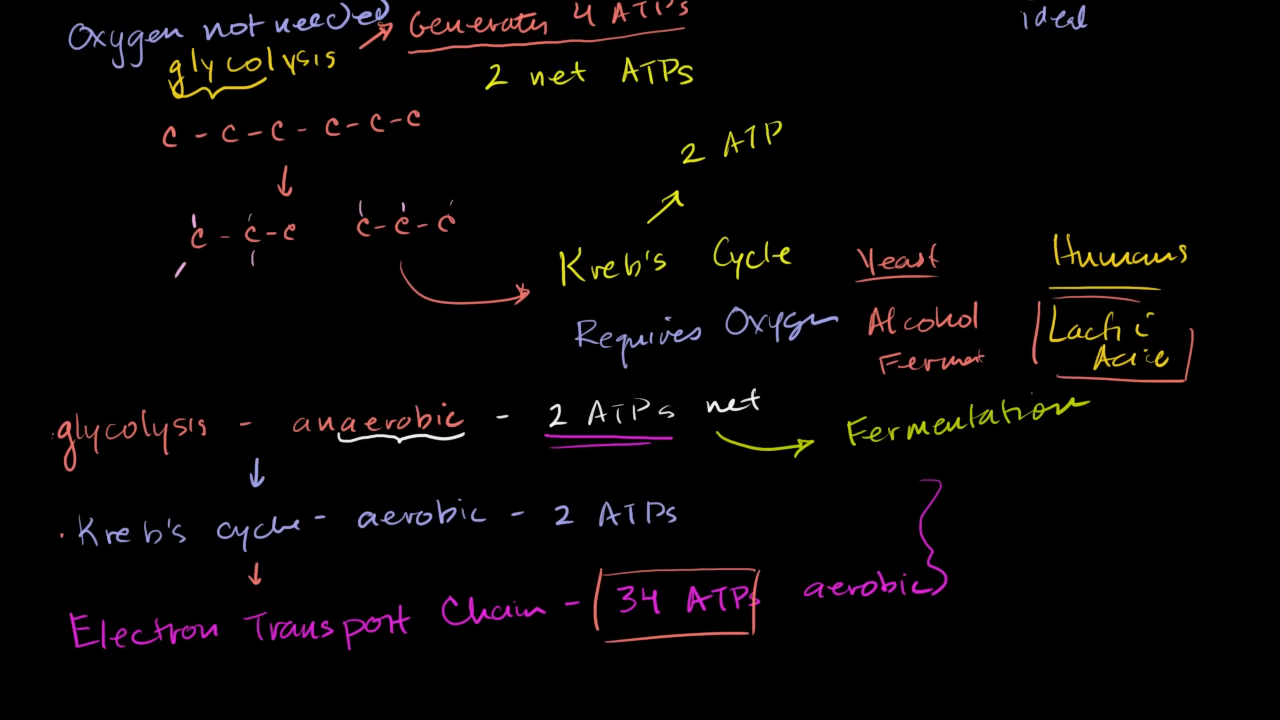 Oxygen not needed
Generates 4 ATPs
ideal
glycolysis
2 net ATPs
C - C - C - C - C - C
2 ATP
C - C - C
C - C - C
Kreb's Cycle
Yeast
Humans
Requires Oxygen
Alcohol
Ferment
Lactic
Acid
glycolysis - anaerobic - 2 ATPs net
Fermentation
Kreb's cycle - aerobic - 2 ATPs
Electron Transport Chain - 34 ATPs aerobic